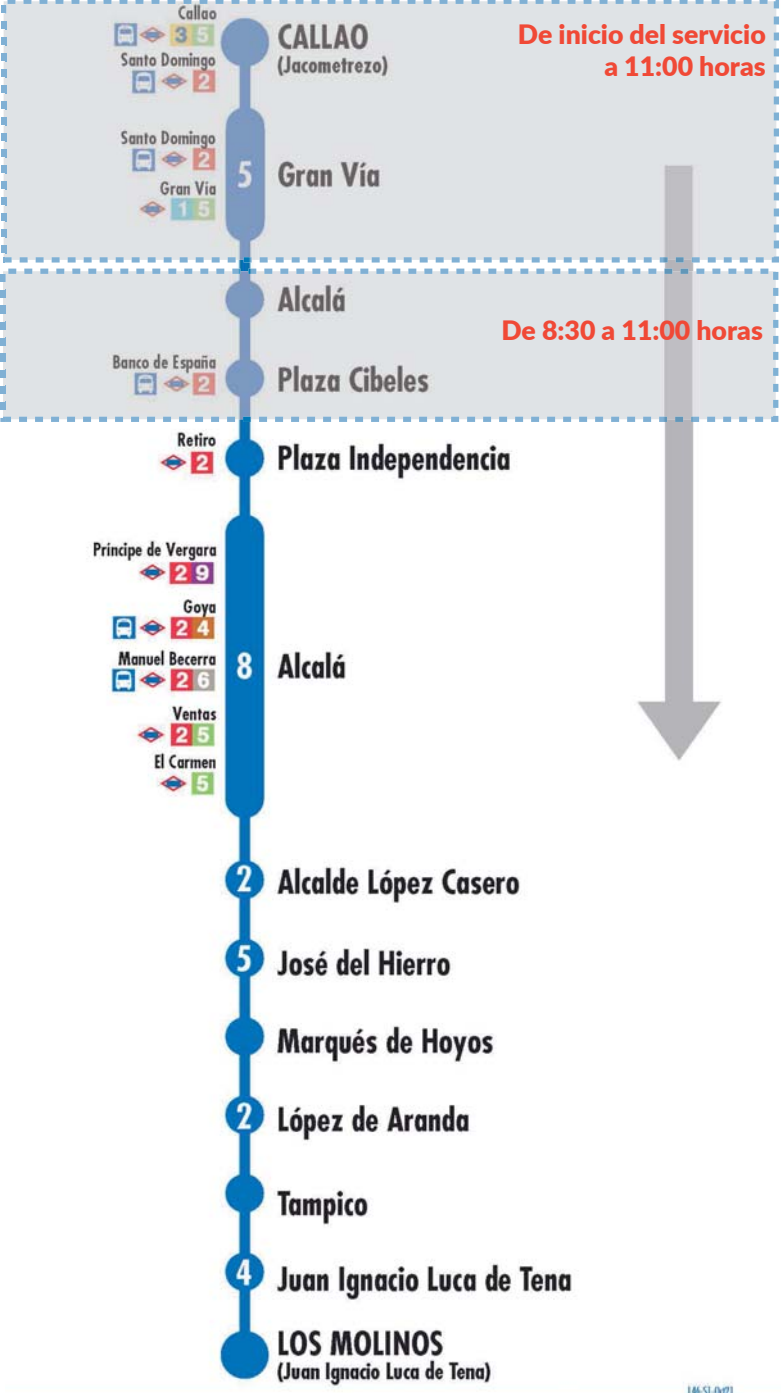 Callao
3 5
CALLAO
(Jacometrezo)
De inicio del servicio
a 11:00 horas
Santo Domingo
2
Santo Domingo
2
5
Gran Vía
Gran Vía
1 5
Alcalá
De 8:30 a 11:00 horas
Banco de España
2
Plaza Cibeles
Retiro
2
Plaza Independencia
Príncipe de Vergara
2 9
Goya
2 4
Manuel Becerra
2 6
8
Alcalá
Ventas
2 5
El Carmen
5
2
Alcalde López Casero
5
José del Hierro
Marqués de Hoyos
2
López de Aranda
Tampico
4
Juan Ignacio Luca de Tena
LOS MOLINOS
(Juan Ignacio Luca de Tena)